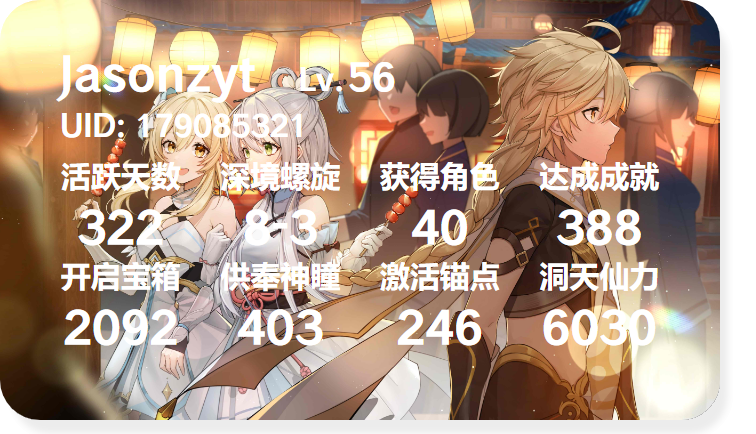 Jasonzyt Lv.56
UID: 179085321
活跃天数 深境螺旋 获得角色 达成成就
322 8-3 40 388
开启宝箱 供奉神瞳 激活锚点 洞天仙力
2092 403 246 6030